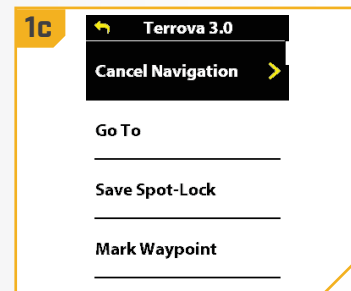 1c
Terrova 3.0
Cancel Navigation
Go To
Save Spot-Lock
Mark Waypoint